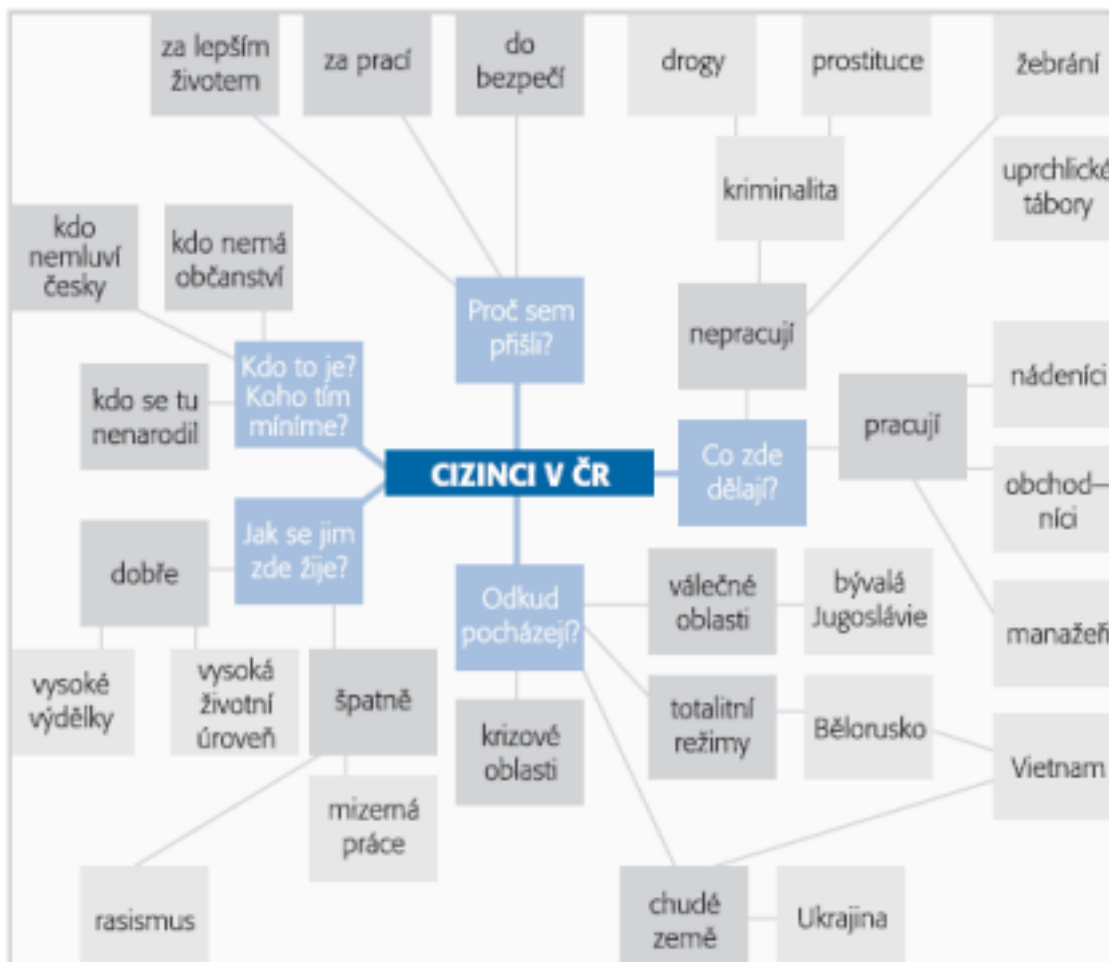 za lepším
životem
za prací
do
bezpečí
drogy
prostituce
žebrání
kriminalita
uprchlické
tábory
kdo
nemluví
česky
kdo nemá
občanství
Proč sem
přišli?
nepracují
Kdo to je?
Koho tím
míníme?
kdo se tu
nenarodil
nádeníci
pracují
CIZINCI V ČR
Co zde
dělají?
obchod—
níci
Jak se jim
zde žije?
dobře
Odkud
pocházejí?
válečné
oblasti
bývalá
Jugoslávie
manažeři
vysoké
výdělky
vysoká
životní
úroveň
špatně
krizové
oblasti
totalitní
režimy
Bělorusko
Vietnam
mizerná
práce
rasismus
chudé
země
Ukrajina